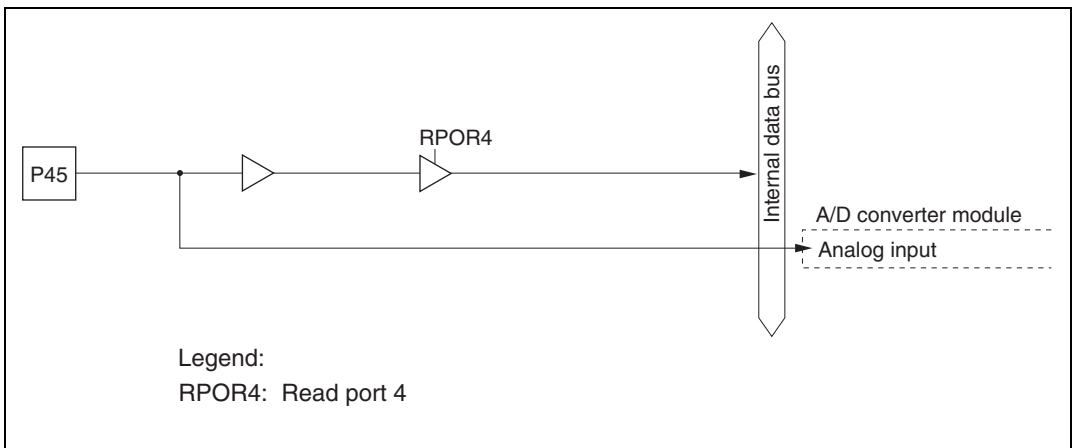 RPOR4
P45
Internal data bus
A/D converter module
Analog input
Legend:
RPOR4: Read port 4